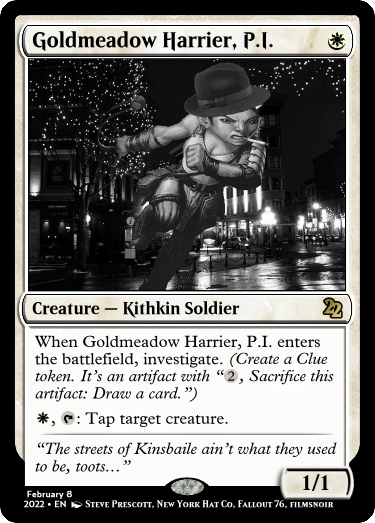 Goldmeadow Harrier, P.I.
Creature — Kithkin Soldier
When Goldmeadow Harrier, P.I. enters
the battlefield, investigate. (Create a Clue
token. It's an artifact with “2, Sacrifice this
artifact: Draw a card.”)
: Tap target creature.
“The streets of Kinsbaile ain't what they used
to be, toots…”
1/1
February 8
2022 • EN Steve Prescott, New York Hat Co, Fallout 76, filmsnoir